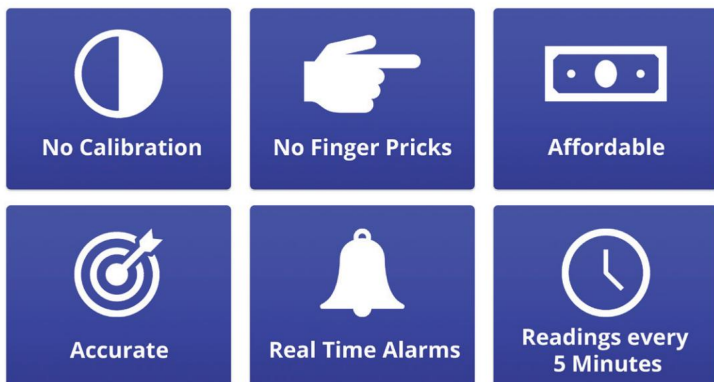 No Calibration
No Finger Pricks
Affordable
Accurate
Real Time Alarms
Readings every
5 Minutes